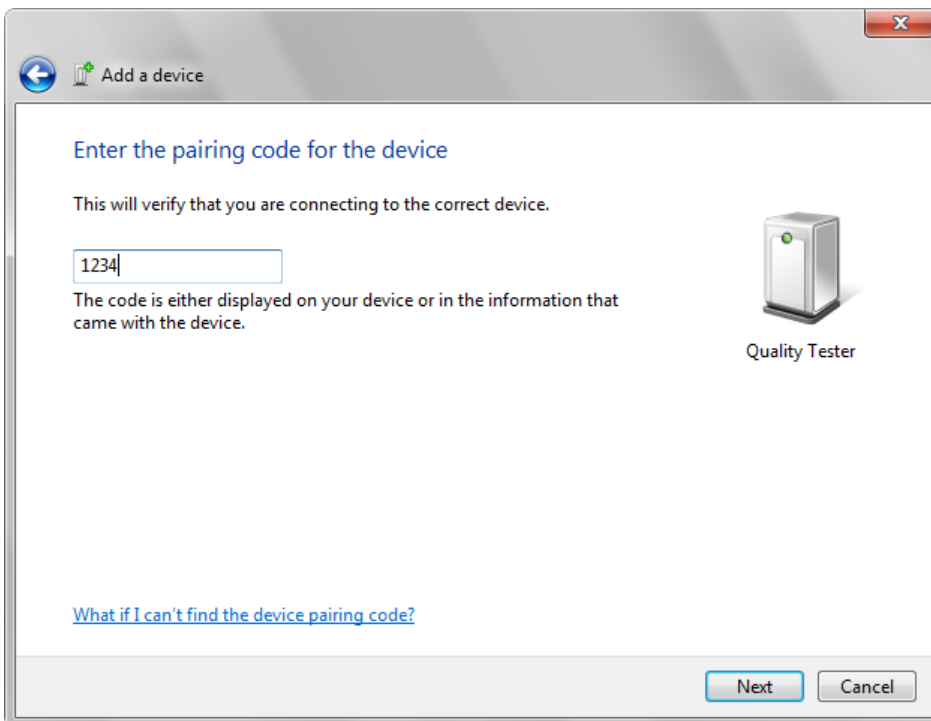 X
Add a device
Enter the pairing code for the device
This will verify that you are connecting to the correct device.
1234
The code is either displayed on your device or in the information that
came with the device.
Quality Tester
What if I can't find the device pairing code?
Next
Cancel